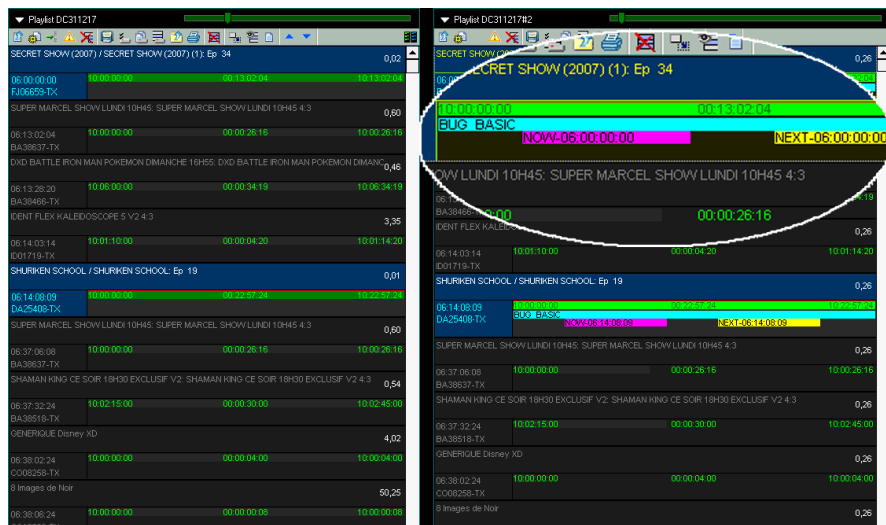 Playlist DC311217
SECRET SHOW (2007) / SECRET SHOW (2007) (1): Ep 34
0,02
06:00:00:00 10:00:00:00 00:13:02:04 10:13:02:04
FJ06659-TX
SUPER MARCEL SHOW LUNDI 10H45: SUPER MARCEL SHOW LUNDI 10H45 4:3
0,60
06:13:02:04 10:00:00:00 00:00:26:16 10:00:26:16
BA38637-TX
DXD BATTLE IRON MAN POKEMON DIMANCHE 16H55: DXD BATTLE IRON MAN POKEMON DIMANC
0,46
06:13:28:20 10:06:00:00 00:00:34:19 10:06:34:19
BA38466-TX
IDENT FLEX KALEIDOSCOPE 5 V2 4:3
3,35
06:14:03:14 10:01:10:00 00:00:04:20 10:01:14:20
ID01719-TX
SHURIKEN SCHOOL / SHURIKEN SCHOOL: Ep 19
0,01
06:14:08:09 10:00:00:00 00:22:57:24 10:22:57:24
DA25408-TX
SUPER MARCEL SHOW LUNDI 10H45: SUPER MARCEL SHOW LUNDI 10H45 4:3
0,60
06:37:06:08 10:00:00:00 00:00:26:16 10:00:26:16
BA38637-TX
SHAMAN KING CE SOIR 18H30 EXCLUSIF V2: SHAMAN KING CE SOIR 18H30 EXCLUSIF V2 4:3
0,54
06:37:32:24 10:02:15:00 00:00:30:00 10:02:45:00
BA38518-TX
GENERIQUE Disney XD
4,02
06:38:02:24 10:00:00:00 00:00:04:00 10:00:04:00
CO08258-TX
8 Images de Noir
50,25
06:38:06:24 10:00:00:00 00:00:00:08 10:00:00:08
Playlist DC311217#2
SECRET SHOW (20
0,26
ECRET SHOW (2007) (1): Ep 34
10:00:00:00 00:13:02:04
BUG BASIC
NOW-06:00:00:00 NEXT-06:00:00:00
OW LUNDI 10H45: SUPER MARCEL SHOW LUNDI 10H45 4:3
00:00:26:16
BA38466-TX
IDENT FLEX KALEID
0,26
06:14:03:14 10:01:10:00 00:00:04:20 10:01:14:20
ID01719-TX
SHURIKEN SCHOOL / SHURIKEN SCHOOL: Ep 19
0,26
06:14:08:09 10:00:00:00 00:22:57:24 10:22:57:24
DA25408-TX BUG BASIC
NOW-06:14:08:09 NEXT-06:14:08:09
SUPER MARCEL SHOW LUNDI 10H45: SUPER MARCEL SHOW LUNDI 10H45 4:3
0,26
06:37:06:08 10:00:00:00 00:00:26:16 10:00:26:16
BA38637-TX
SHAMAN KING CE SOIR 18H30 EXCLUSIF V2: SHAMAN KING CE SOIR 18H30 EXCLUSIF V2 4:3
0,26
06:37:32:24 10:02:15:00 00:00:30:00 10:02:45:00
BA38518-TX
GENERIQUE Disney XD
0,26
06:38:02:24 10:00:00:00 00:00:04:00 10:00:04:00
CO08258-TX
8 Images de Noir
0,26